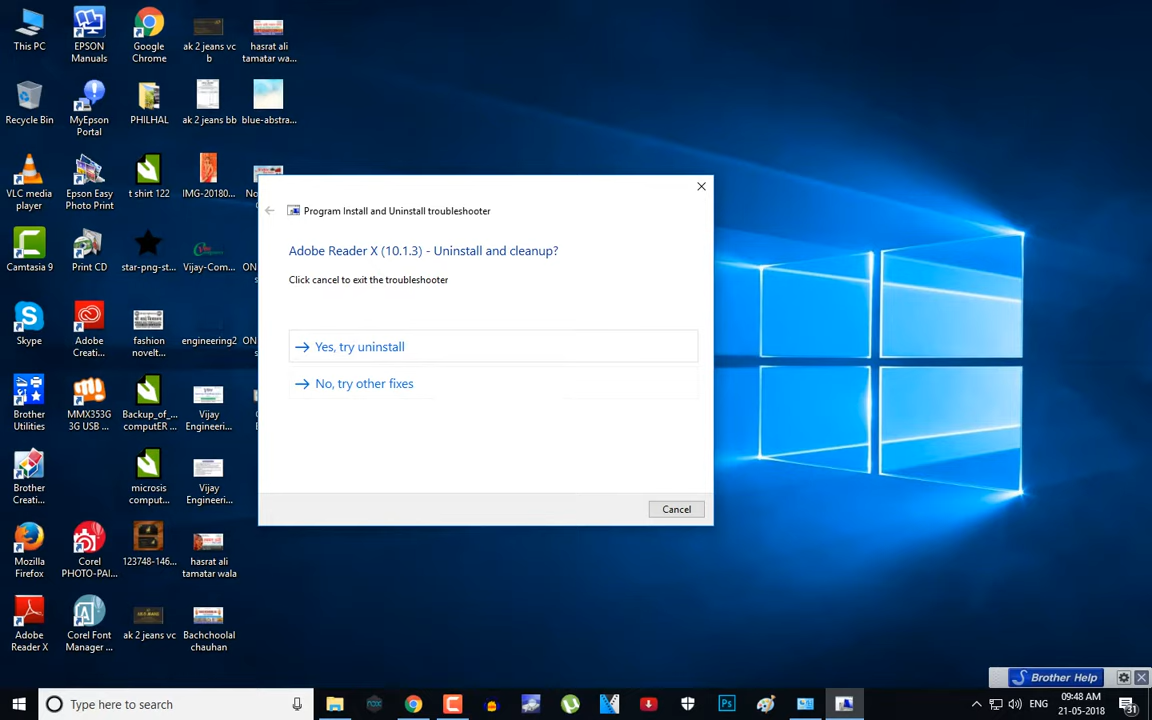 This PC
EPSON
Manuals
Google
Chrome
ak 2 jeans vc
b
hasrat ali
tamatar wa...
Recycle Bin
MyEpson
Portal
PHILHAL
ak 2 jeans bb
blue-abstra...
VLC media
player
Epson Easy
Photo Print
t shirt 122
IMG-20180...
No
Camtasia 9
Print CD
star-png-st...
Vijay-Com...
ON
s
Skype
Adobe
Creati...
fashion
novelt...
engineering2
ON
s
Brother
Utilities
MMX353G
3G USB ...
Backup_of_...
computER ...
Vijay
Engineeri...
Brother
Creati...
microsis
comput...
Vijay
Engineeri...
Mozilla
Firefox
Corel
PHOTO-PAI...
123748-146...
hasrat ali
tamatar wala
Adobe
Reader X
Corel Font
Manager ...
ak 2 jeans vc
Bachchoolal
chauhan
Program Install and Uninstall troubleshooter
Adobe Reader X (10.1.3) - Uninstall and cleanup?
Click cancel to exit the troubleshooter
Yes, try uninstall
No, try other fixes
Cancel
Brother Help
Type here to search
Ps
ENG
09:48 AM
21-05-2018
31